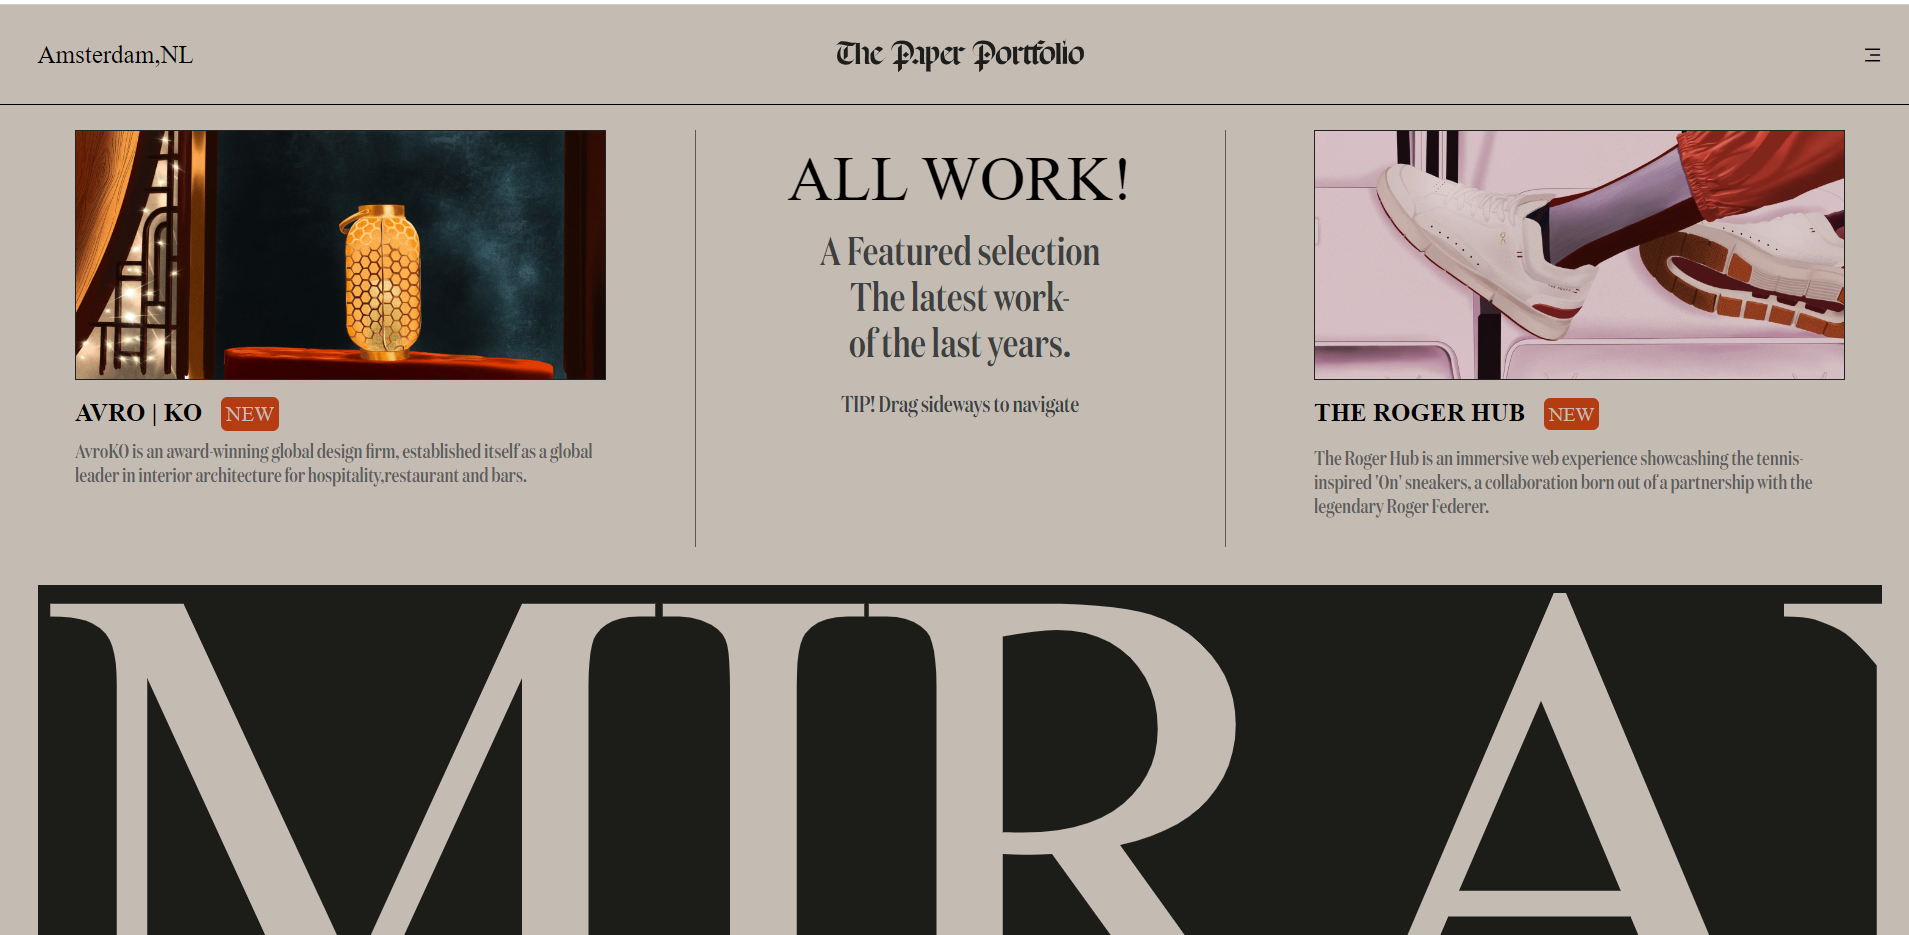 Amsterdam,NL
The Paper Portfolio
AVRO | KO NEW
AvroKO is an award-winning global design firm, established itself as a global
leader in interior architecture for hospitality,restaurant and bars.
ALL WORK!
A Featured selection
The latest work-
of the last years.
TIP! Drag sideways to navigate
THE ROGER HUB NEW
The Roger Hub is an immersive web experience showcashing the tennis-
inspired 'On' sneakers, a collaboration born out of a partnership with the
legendary Roger Federer.
MIRA